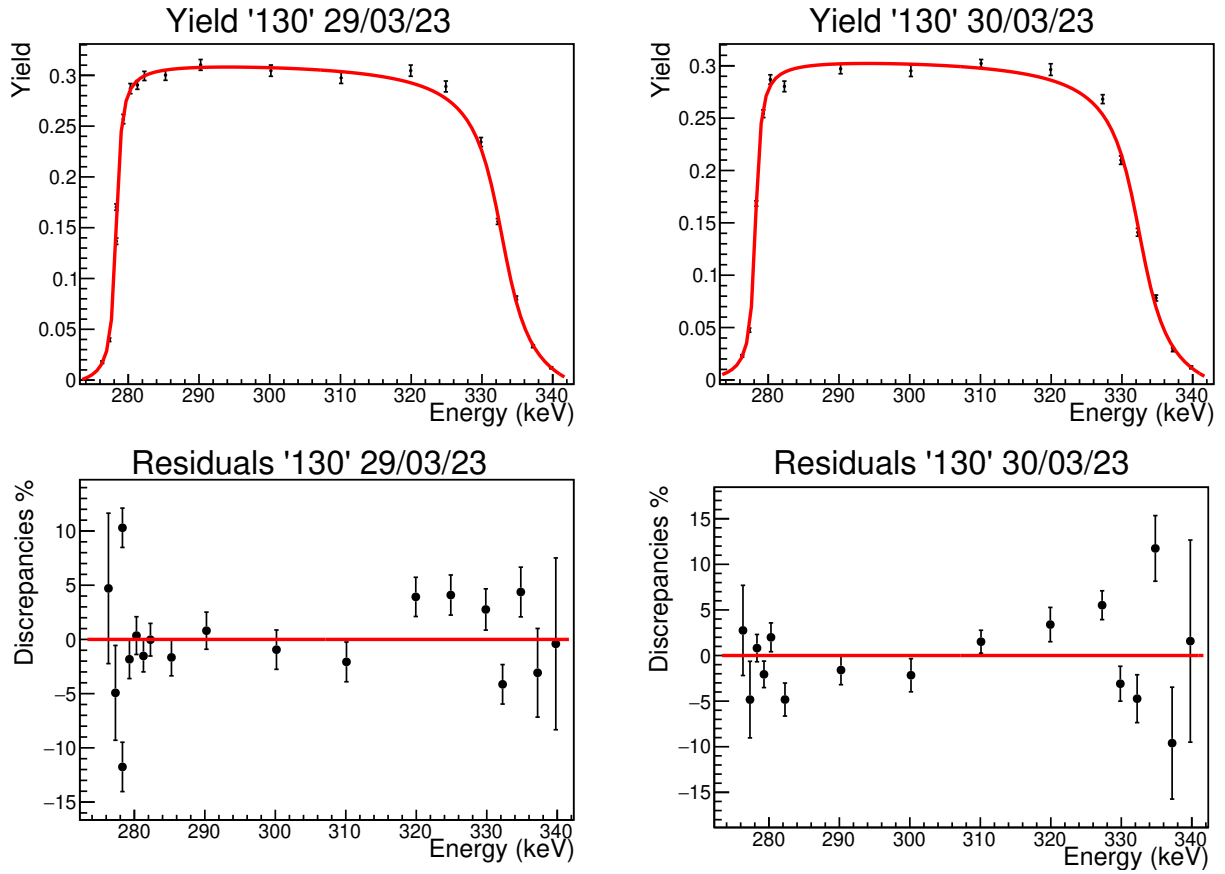 Yield '130' 29/03/23
Yield
0.3
0.25
0.2
0.15
0.1
0.05
0
280 290 300 310 320 330 340
Energy (keV)
Yield '130' 30/03/23
Yield
0.3
0.25
0.2
0.15
0.1
0.05
0
280 290 300 310 320 330 340
Energy (keV)
Residuals '130' 29/03/23
Discrepancies %
10
5
0
−5
−10
−15
280 290 300 310 320 330 340
Energy (keV)
Residuals '130' 30/03/23
Discrepancies %
15
10
5
0
−5
−10
−15
280 290 300 310 320 330 340
Energy (keV)